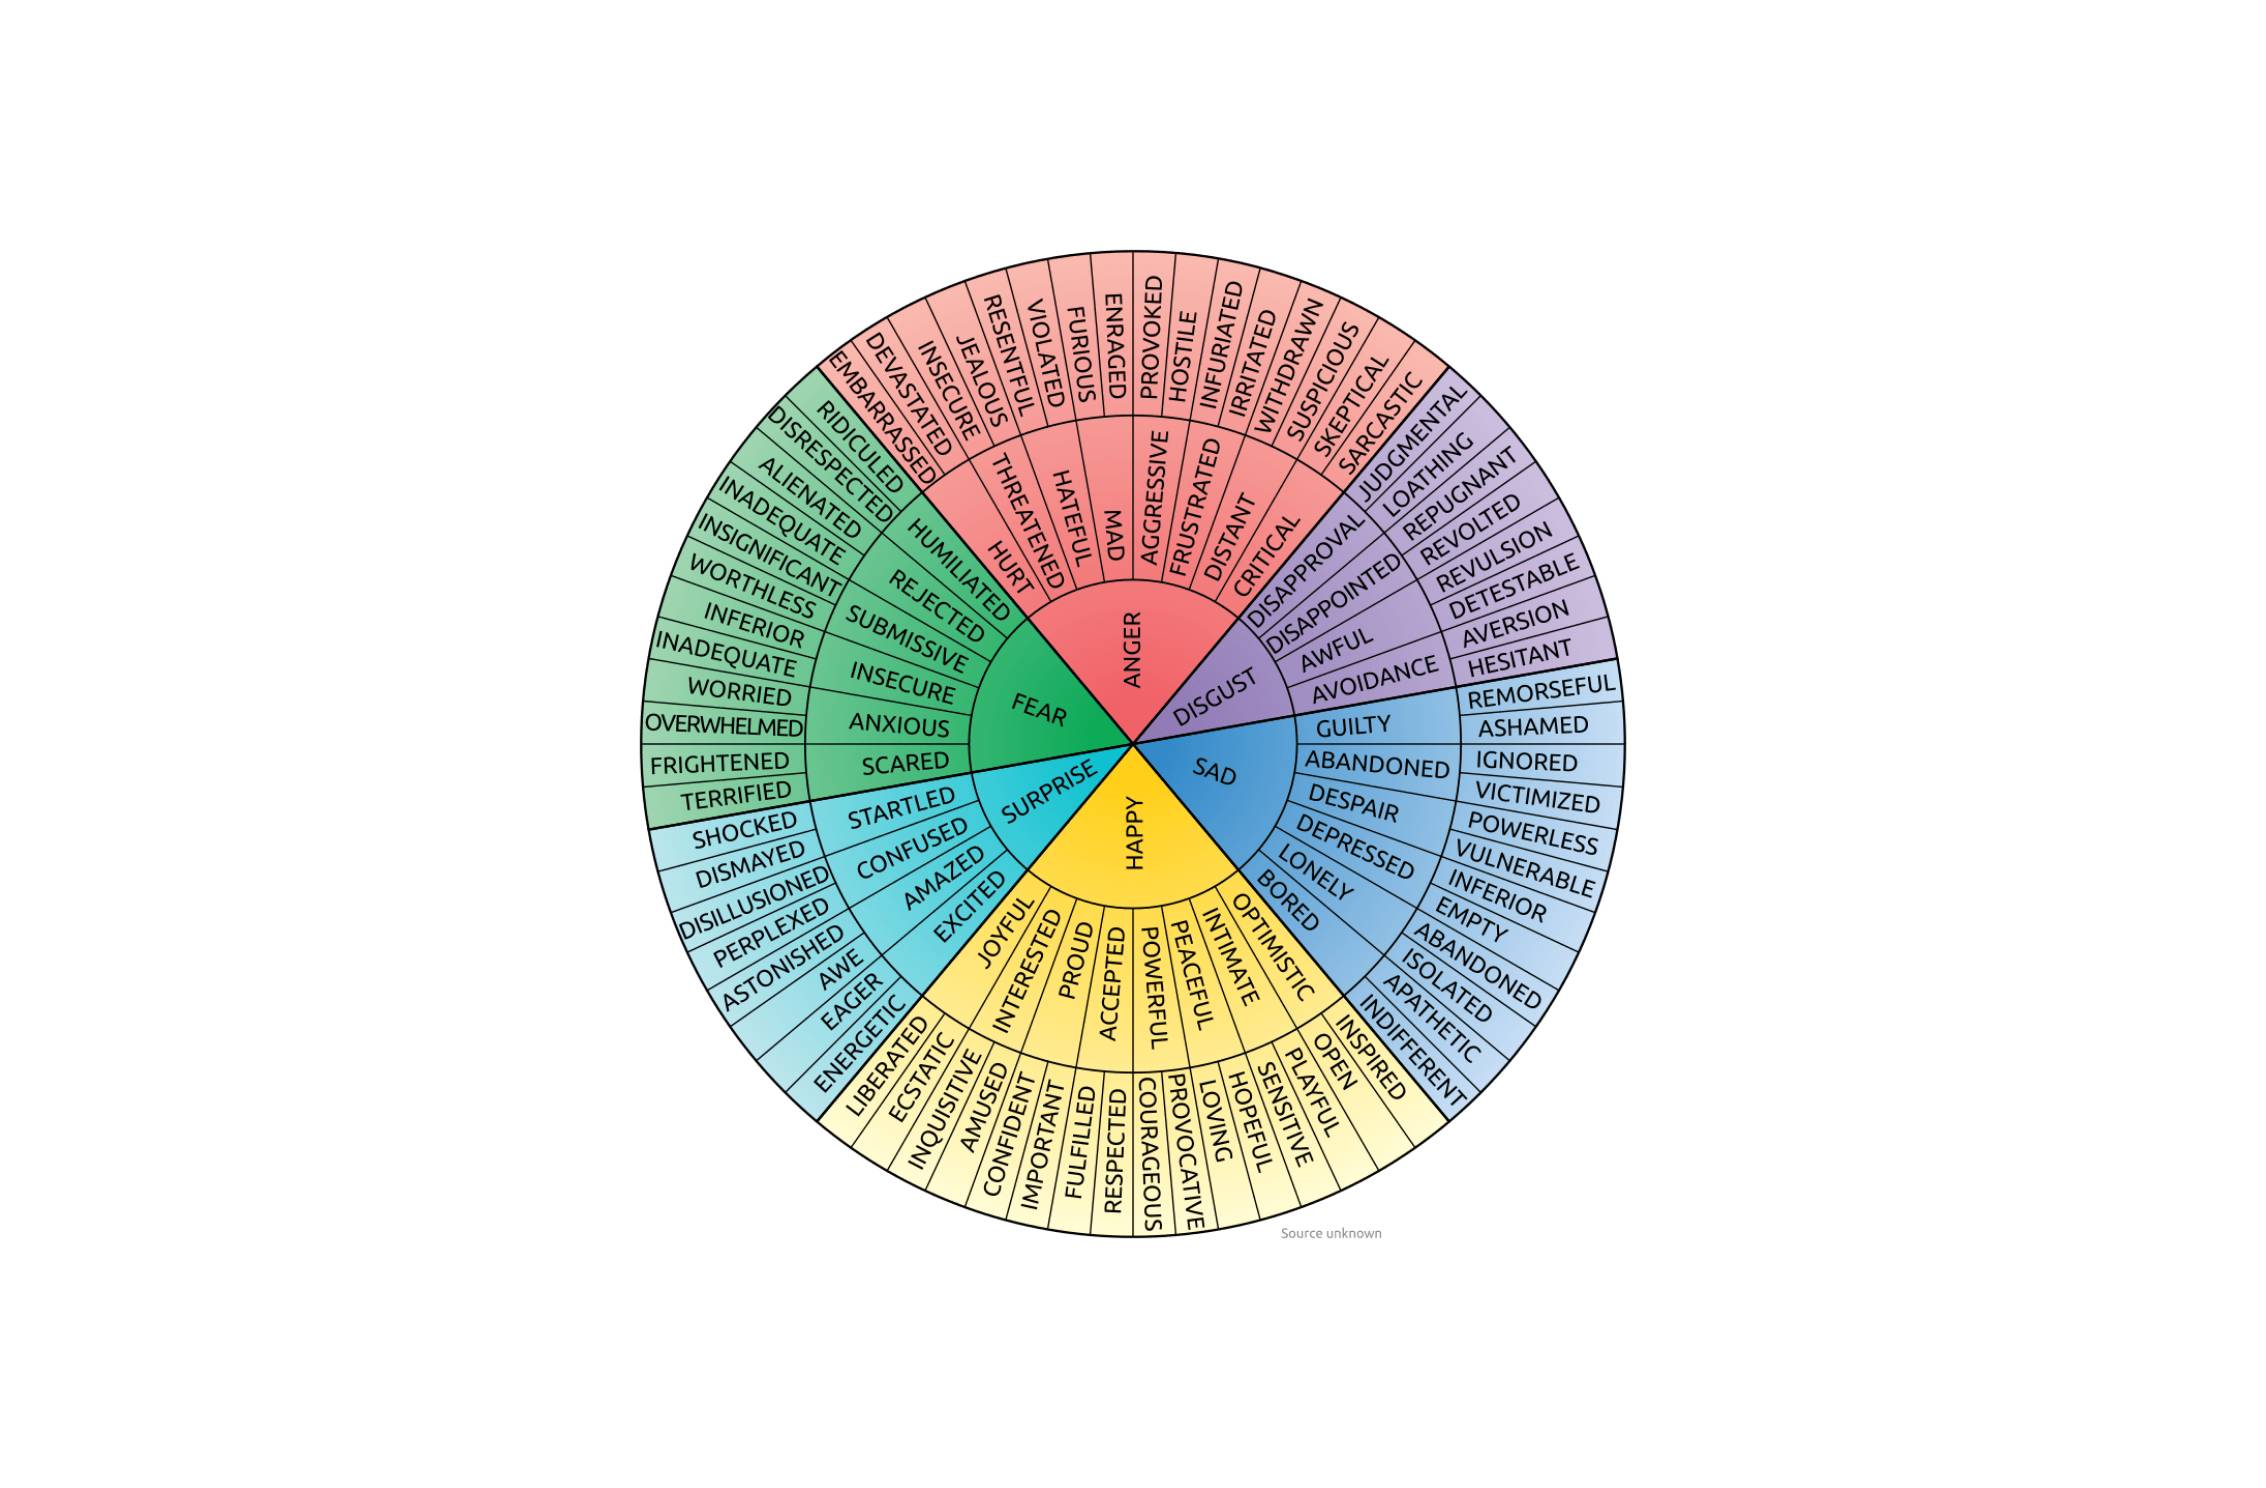 ANGER
DISGUST
SAD
HAPPY
SURPRISE
FEAR
HURT
THREATENED
HATEFUL
MAD
AGGRESSIVE
FRUSTRATED
DISTANT
CRITICAL
DISAPPROVAL
DISAPPOINTED
AWFUL
AVOIDANCE
GUILTY
ABANDONED
DESPAIR
DEPRESSED
LONELY
BORED
OPTIMISTIC
INTIMATE
PEACEFUL
POWERFUL
ACCEPTED
PROUD
INTERESTED
JOYFUL
EXCITED
AMAZED
CONFUSED
STARTLED
SCARED
ANXIOUS
INSECURE
SUBMISSIVE
REJECTED
HUMILIATED
EMBARRASSED
DEVASTATED
INSECURE
JEALOUS
RESENTFUL
VIOLATED
FURIOUS
ENRAGED
PROVOKED
HOSTILE
INFURIATED
IRRITATED
WITHDRAWN
SUSPICIOUS
SKEPTICAL
SARCASTIC
JUDGMENTAL
LOATHING
REPUGNANT
REVOLTED
REVULSION
DETESTABLE
AVERSION
HESITANT
REMORSEFUL
ASHAMED
IGNORED
VICTIMIZED
POWERLESS
VULNERABLE
INFERIOR
EMPTY
ABANDONED
ISOLATED
APATHETIC
INDIFFERENT
INSPIRED
OPEN
PLAYFUL
SENSITIVE
HOPEFUL
LOVING
PROVOCATIVE
COURAGEOUS
RESPECTED
FULFILLED
IMPORTANT
CONFIDENT
AMUSED
INQUISITIVE
ECSTATIC
LIBERATED
ENERGETIC
EAGER
AWE
ASTONISHED
PERPLEXED
DISILLUSIONED
DISMAYED
SHOCKED
TERRIFIED
FRIGHTENED
OVERWHELMED
WORRIED
INADEQUATE
INFERIOR
WORTHLESS
INSIGNIFICANT
INADEQUATE
ALIENATED
DISRESPECTED
RIDICULED
Source unknown